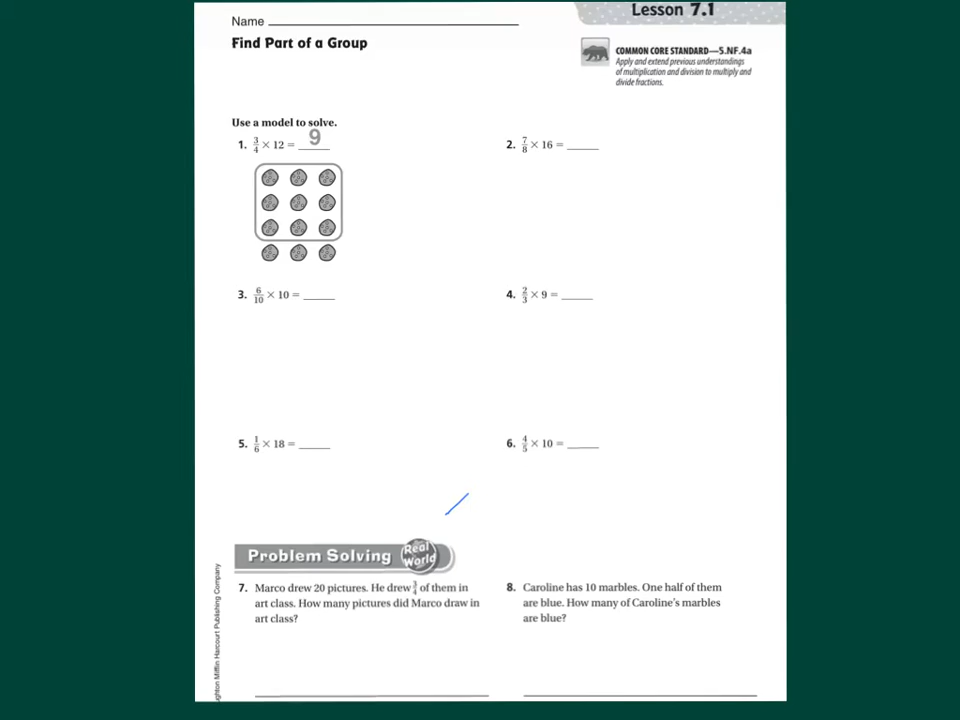 Lesson 7.1
Name
Find Part of a Group
COMMON CORE STANDARD—5.NF.4a
Apply and extend previous understandings
of multiplication and division to multiply and
divide fractions.
Use a model to solve.
1. 3/4 × 12 = 9
2. 7/8 × 16 =
3. 6/10 × 10 =
4. 2/3 × 9 =
5. 1/6 × 18 =
6. 4/5 × 10 =
Problem Solving Real World
7. Marco drew 20 pictures. He drew 3/4 of them in
art class. How many pictures did Marco draw in
art class?
8. Caroline has 10 marbles. One half of them
are blue. How many of Caroline's marbles
are blue?
Mifflin Harcourt Publishing Company